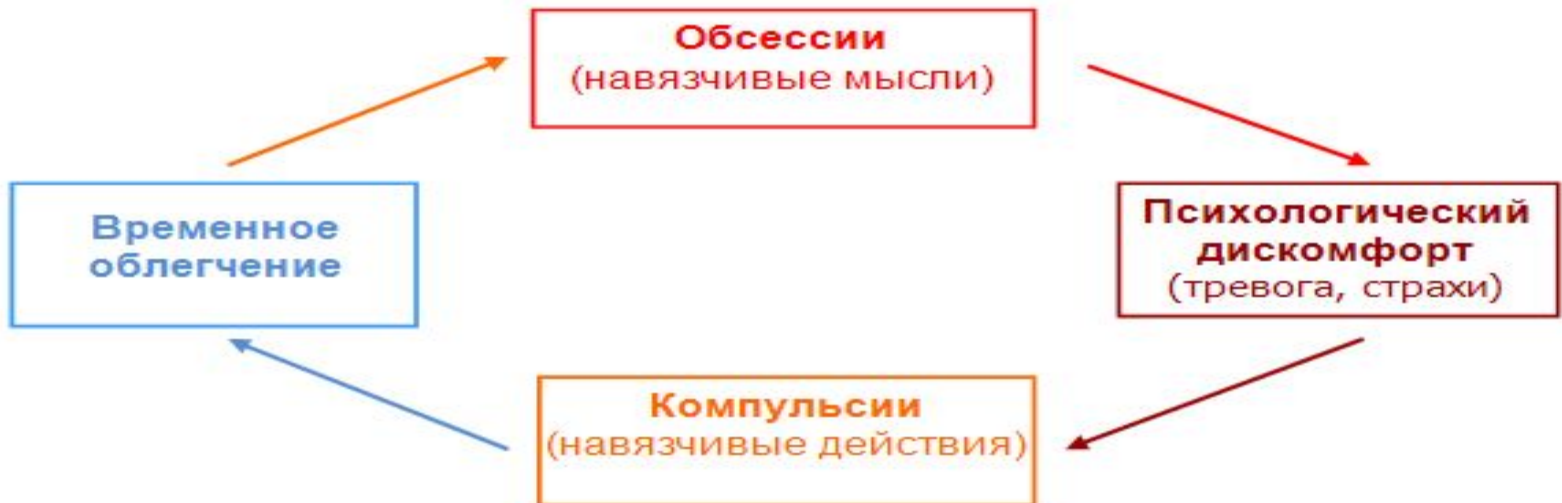 Обсессии
(навязчивые мысли)
Временное
облегчение
Психологический
дискомфорт
(тревога, страхи)
Компульсии
(навязчивые действия)